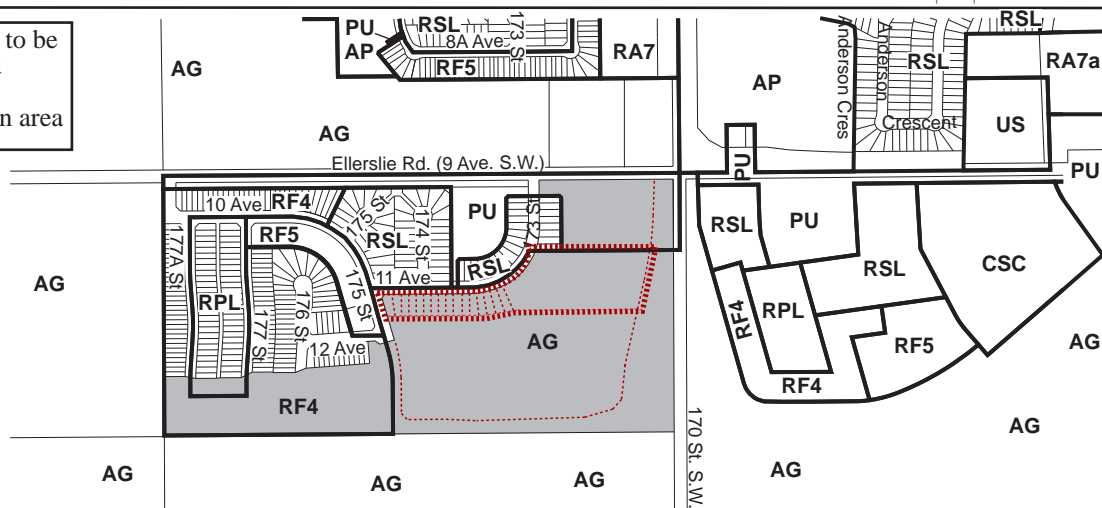 to be
n area
AG
PU
AP
RSL
8A Ave.
173 St
RF5
RA7
AG
AP
Anderson Cres
Anderson
Crescent
RSL
RSL
RA7a
US
PU
PU
Ellerslie Rd. (9 Ave. S.W.)
10 Ave
RF4
175 St
RSL
174 St
PU
73 St
RSL
11 Ave
RF5
175 St
177A St
RPL
177 St
176 St
12 Ave
RF4
AG
AG
RSL
PU
RSL
CSC
RF4
RPL
RF5
RF4
AG
AG
170 St. S.W.
AG
AG
AG
AG